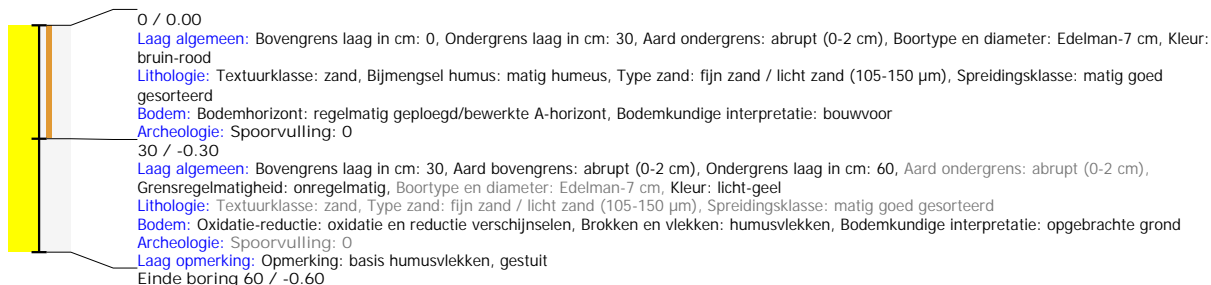 0 / 0.00
Laag algemeen: Bovengrens laag in cm: 0, Ondergrens laag in cm: 30, Aard ondergrens: abrupt (0-2 cm), Boortype en diameter: Edelman-7 cm, Kleur:
bruin-rood
Lithologie: Textuurklasse: zand, Bijmengsel humus: matig humeus, Type zand: fijn zand / licht zand (105-150 µm), Spreidingsklasse: matig goed
gesorteerd
Bodem: Bodemhorizont: regelmatig geploegd/bewerkte A-horizont, Bodemkundige interpretatie: bouwvoor
Archeologie: Spoorvulling: 0
30 / -0.30
Laag algemeen: Bovengrens laag in cm: 30, Aard bovengrens: abrupt (0-2 cm), Ondergrens laag in cm: 60, Aard ondergrens: abrupt (0-2 cm),
Grensregelmatigheid: onregelmatig, Boortype en diameter: Edelman-7 cm, Kleur: licht-geel
Lithologie: Textuurklasse: zand, Type zand: fijn zand / licht zand (105-150 µm), Spreidingsklasse: matig goed gesorteerd
Bodem: Oxidatie-reductie: oxidatie en reductie verschijnselen, Brokken en vlekken: humusvlekken, Bodemkundige interpretatie: opgebrachte grond
Archeologie: Spoorvulling: 0
Laag opmerking: Opmerking: basis humusvlekken, gestuit
Einde boring 60 / -0.60